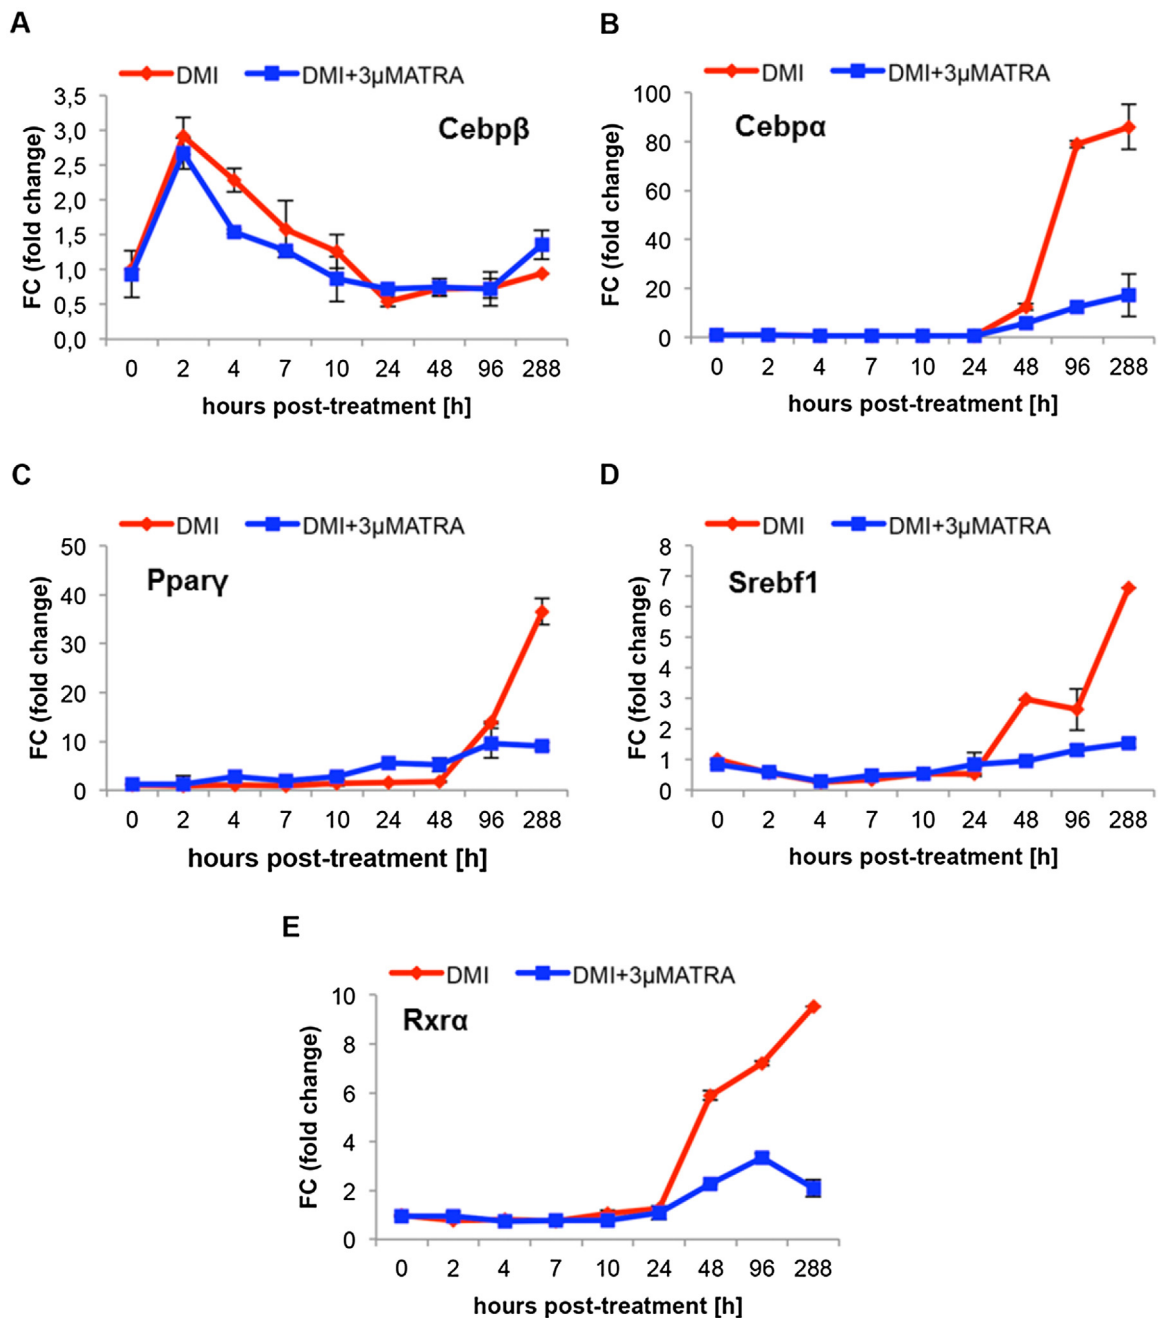 A
DMI DMI+3µMATRA
Cebpβ
FC (fold change)
3,5
3,0
2,5
2,0
1,5
1,0
0,5
0,0
0 2 4 7 10 24 48 96 288
hours post-treatment [h]
B
DMI DMI+3µMATRA
Cebpα
FC (fold change)
100
80
60
40
20
0
0 2 4 7 10 24 48 96 288
hours post-treatment [h]
C
DMI DMI+3µMATRA
Pparγ
FC (fold change)
50
40
30
20
10
0
0 2 4 7 10 24 48 96 288
hours post-treatment [h]
D
DMI DMI+3µMATRA
Srebf1
FC (fold change)
8
7
6
5
4
3
2
1
0
0 2 4 7 10 24 48 96 288
hours post-treatment [h]
E
DMI DMI+3µMATRA
Rxrα
FC (fold change)
10
8
6
4
2
0
0 2 4 7 10 24 48 96 288
hours post-treatment [h]